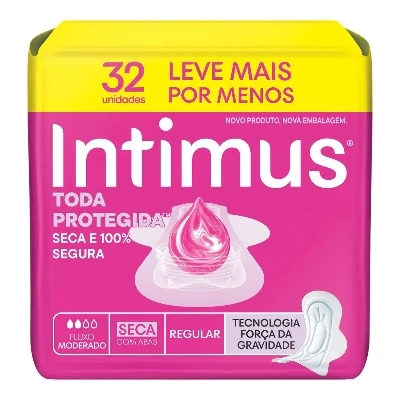 32
unidades
LEVE MAIS
POR MENOS
NOVO PRODUTO, NOVA EMBALAGEM.
Intimus®
TODA
PROTEGIDA
SECA E 100%
SEGURA
FLUXO
MODERADO
SECA
COM ABAS
REGULAR
TECNOLOGIA
FORÇA DA
GRAVIDADE